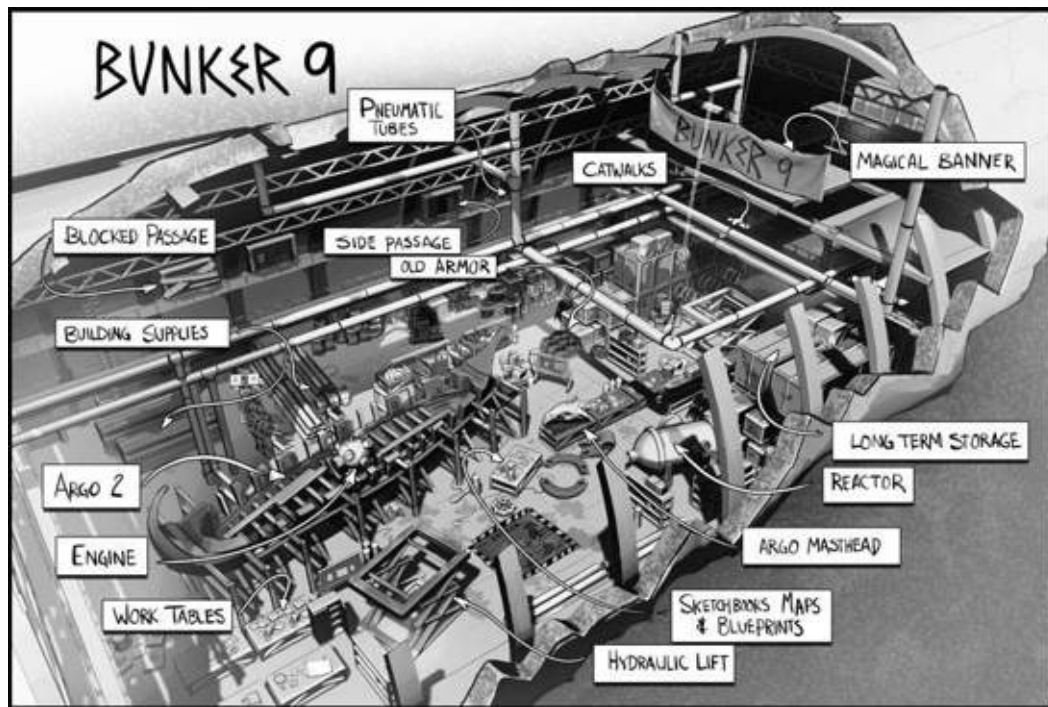 BUNKER 9
PNEUMATIC
TUBES
BUNKER 9
MAGICAL BANNER
CATWALKS
BLOCKED PASSAGE
SIDE PASSAGE
OLD ARMOR
BUILDING SUPPLIES
LONG TERM STORAGE
ARGO 2
REACTOR
ARGO MASTHEAD
ENGINE
SKETCHBOOKS MAPS
& BLUEPRINTS
WORK TABLES
HYDRAULIC LIFT